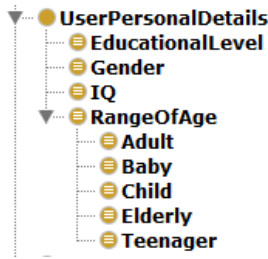 UserPersonalDetails
EducationalLevel
Gender
IQ
RangeOfAge
Adult
Baby
Child
Elderly
Teenager